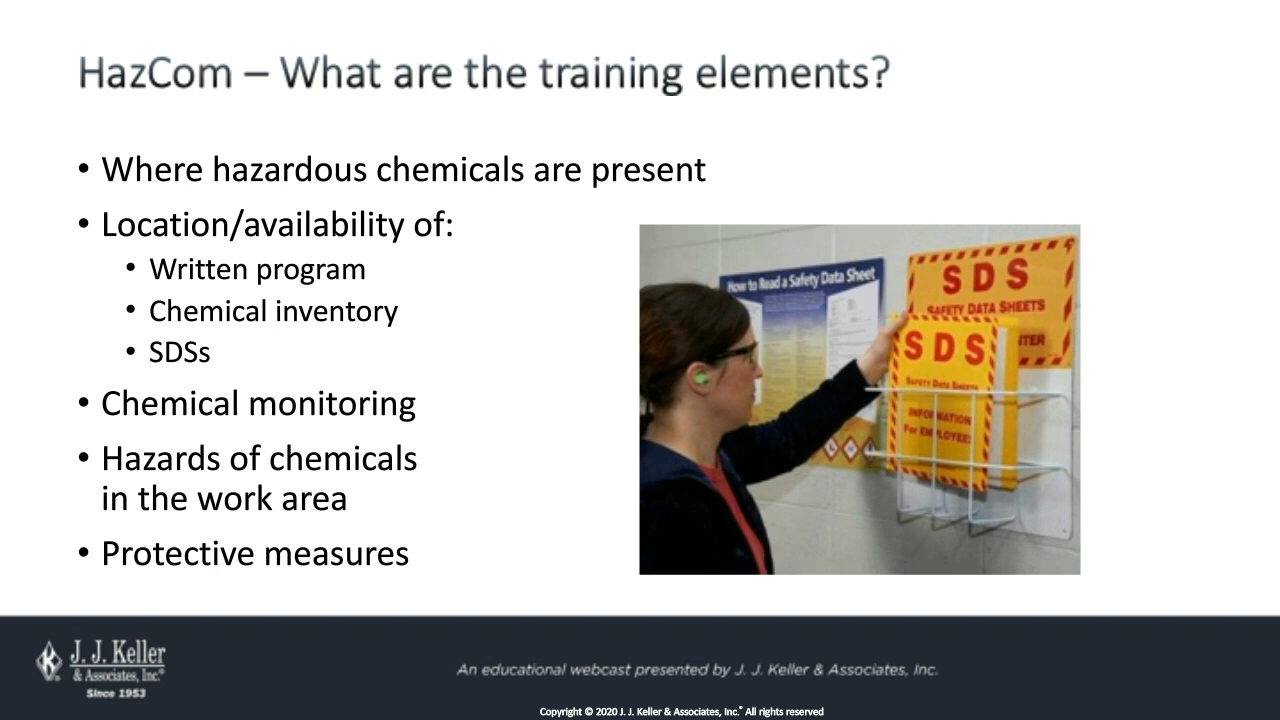 HazCom – What are the training elements?
• Where hazardous chemicals are present
• Location/availability of:
• Written program
• Chemical inventory
• SDSs
• Chemical monitoring
• Hazards of chemicals
in the work area
• Protective measures
How to Read a Safety Data Sheet
SDS
SAFETY DATA SHEETS
NTER
SDS
SAFETY DATA SHEETS
INFORMATION
For EMPLOYEES
J. J. Keller
& Associates, Inc.®
Since 1953
An educational webcast presented by J. J. Keller & Associates, Inc.
Copyright © 2020 J. J. Keller & Associates, Inc.® All rights reserved